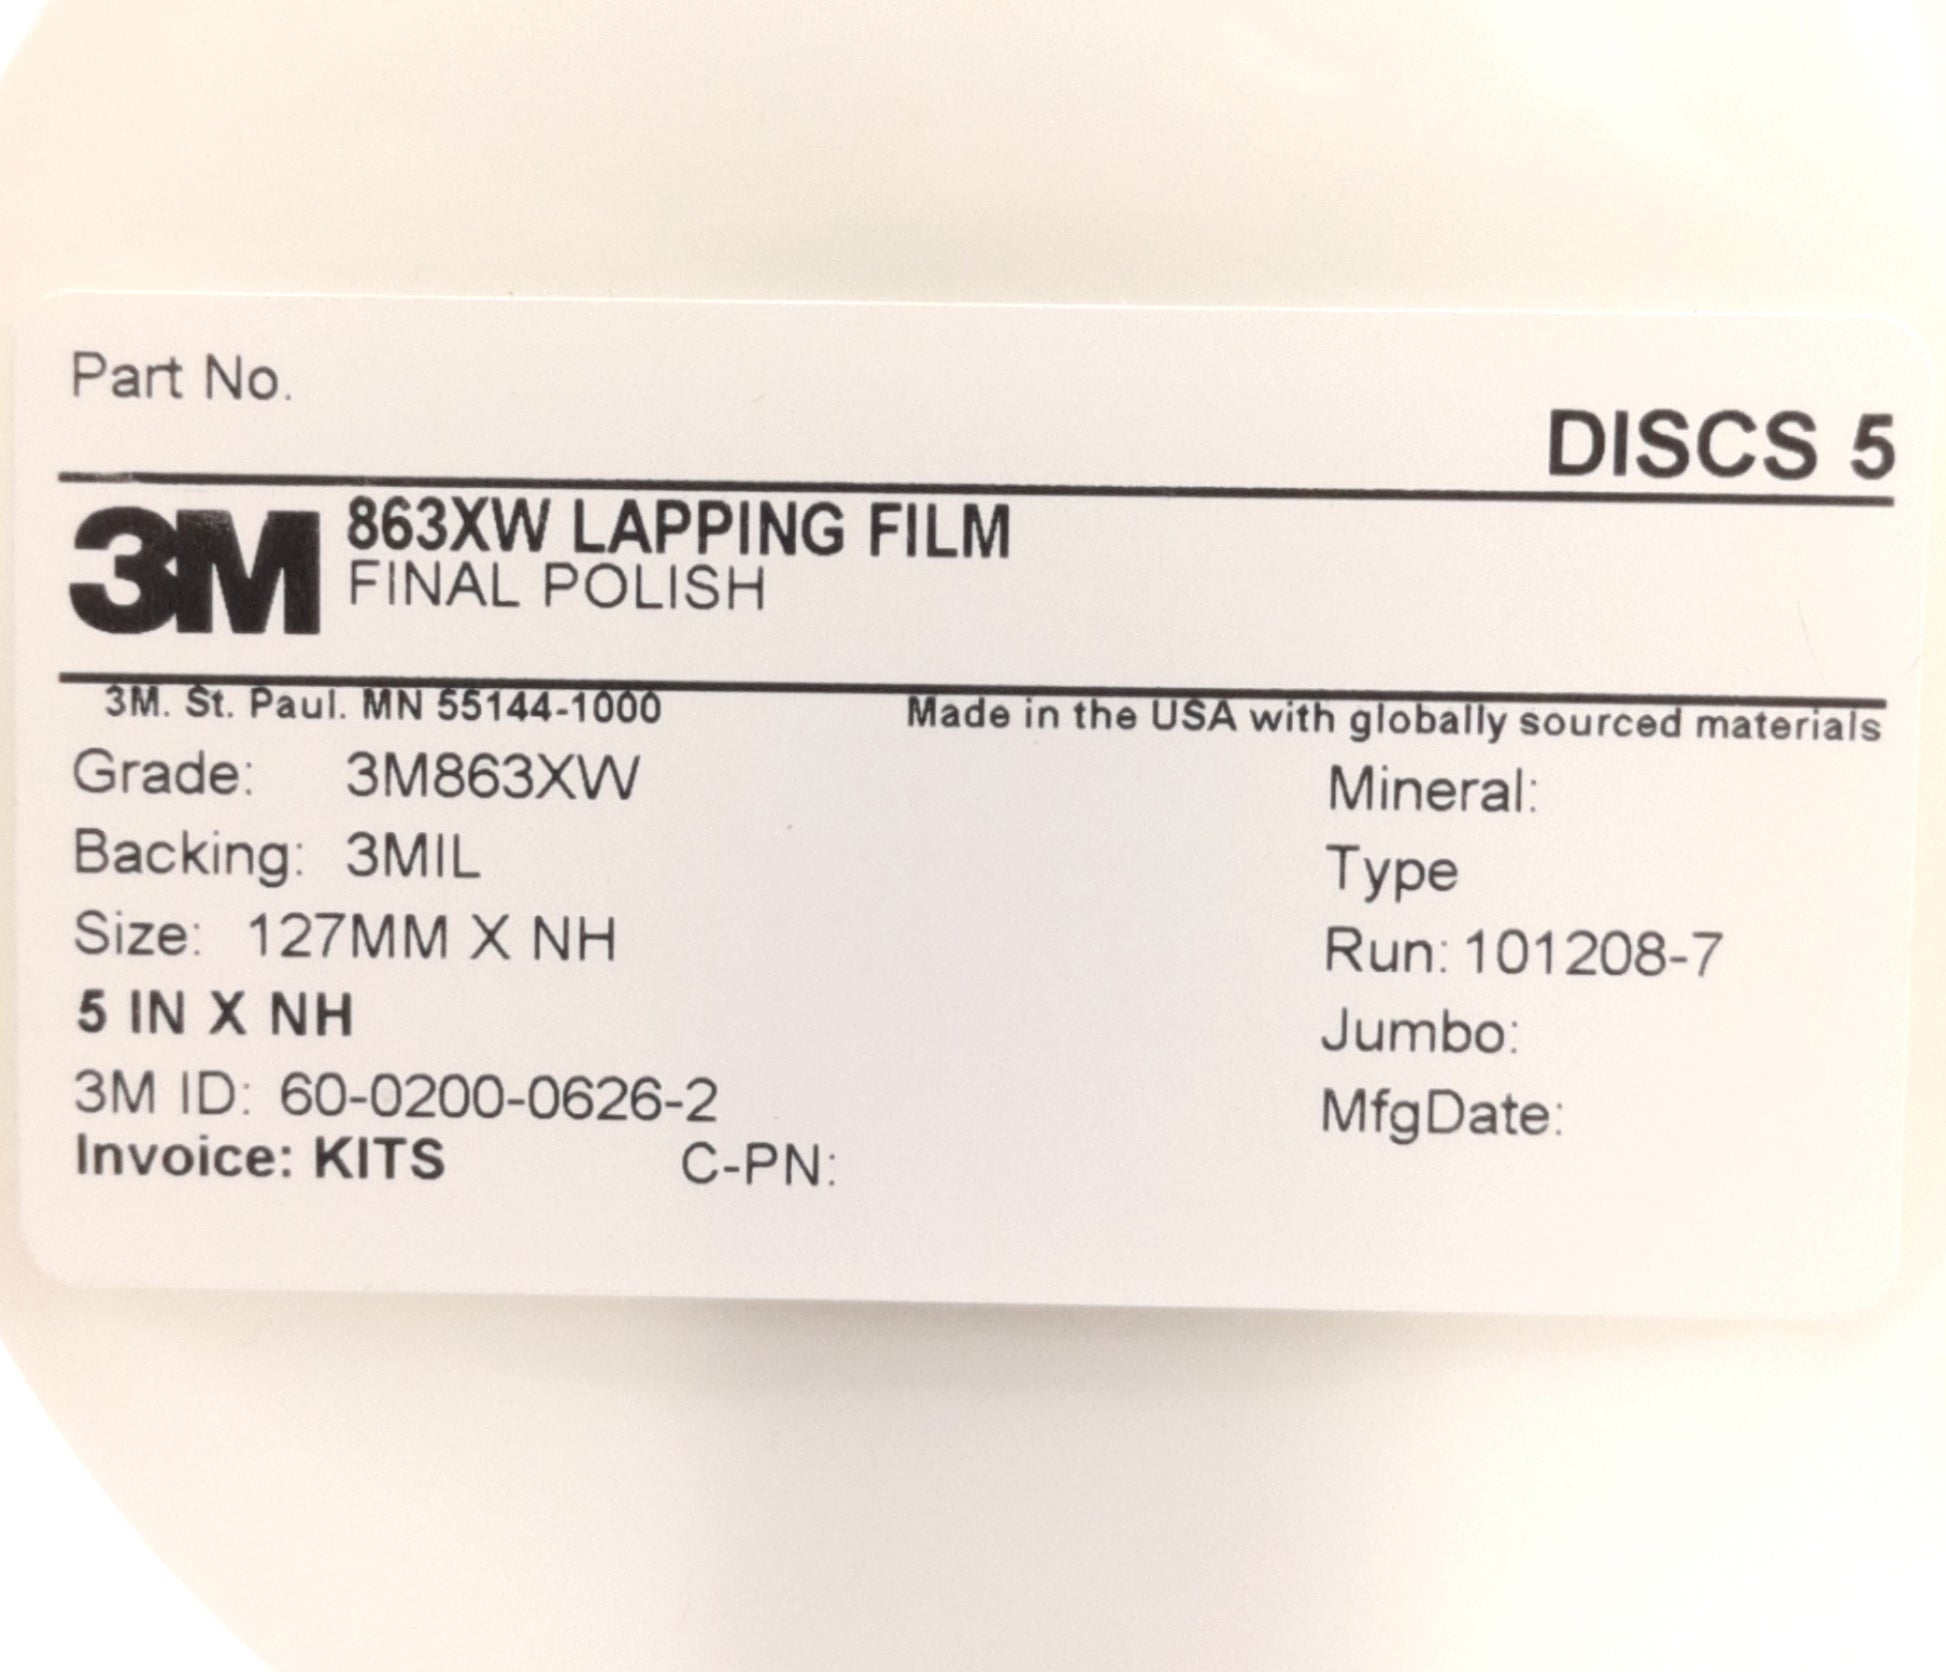 Part No.
DISCS 5
3M
863XW LAPPING FILM
FINAL POLISH
3M. St. Paul. MN 55144-1000
Made in the USA with globally sourced materials
Grade: 3M863XW
Backing: 3MIL
Size: 127MM X NH
5 IN X NH
3M ID: 60-0200-0626-2
Invoice: KITS
C-PN:
Mineral:
Type
Run: 101208-7
Jumbo:
MfgDate: